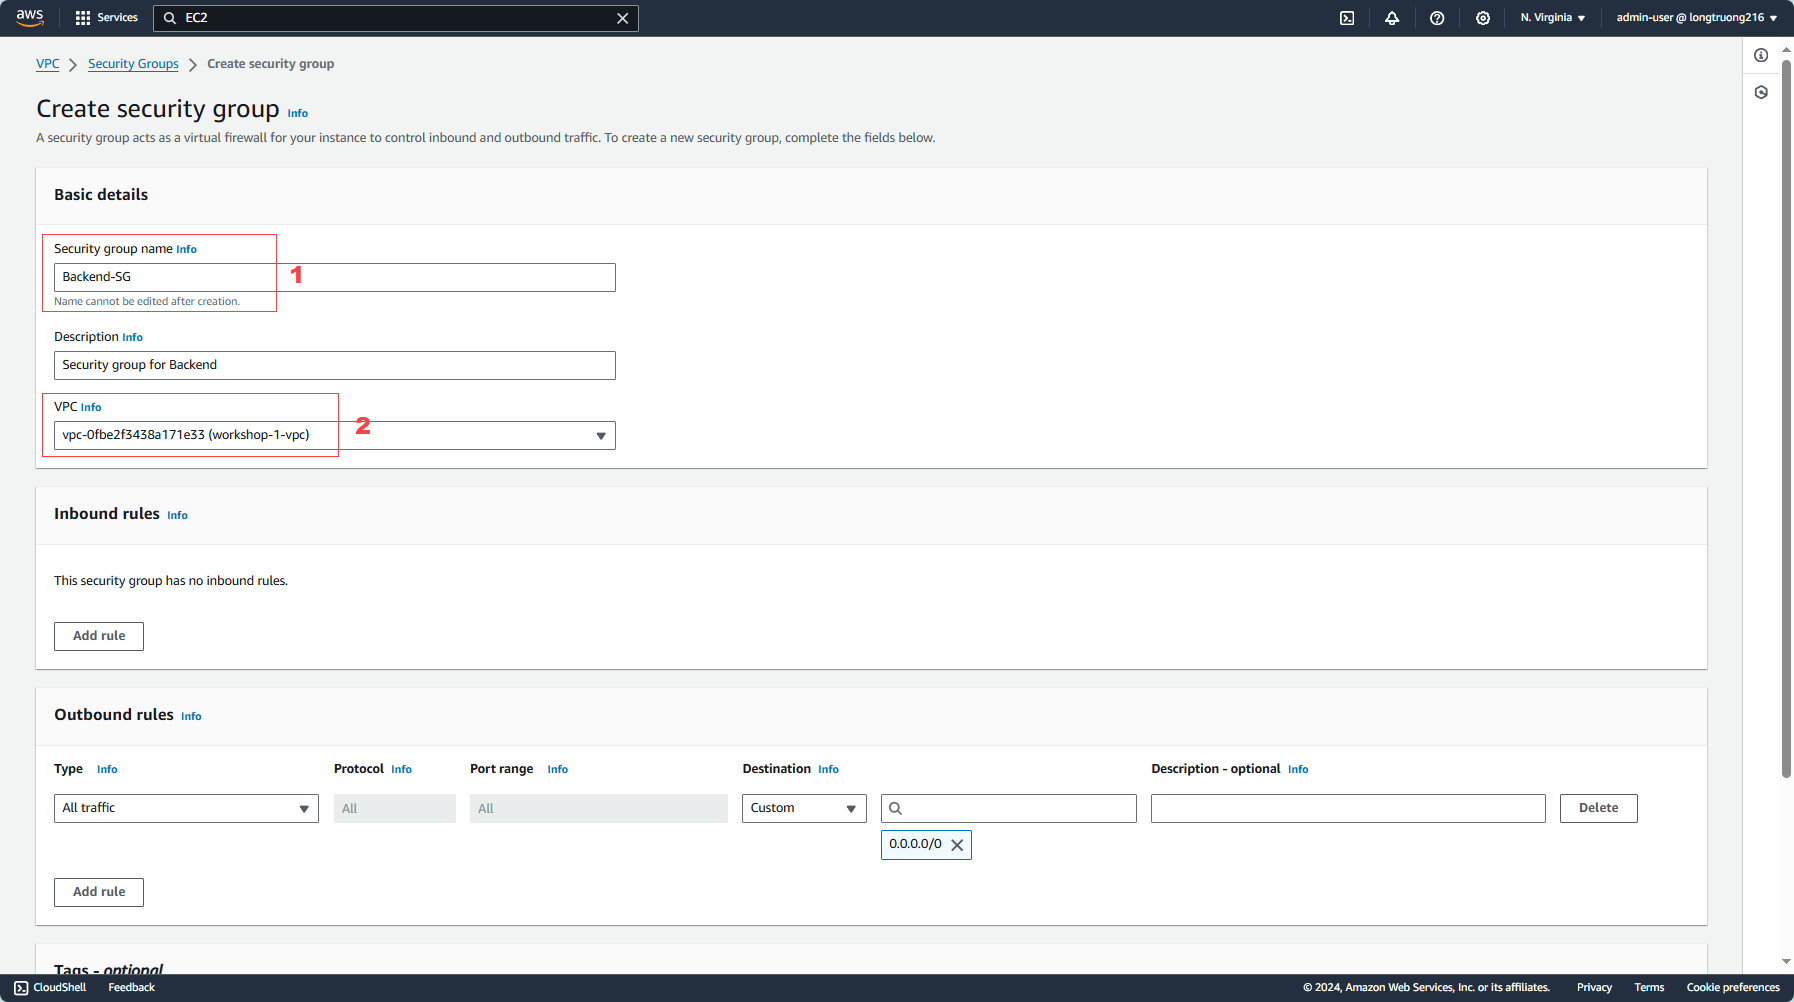 aws Services EC2 N. Virginia admin-user @ longtruong216
VPC Security Groups Create security group
Create security group Info
A security group acts as a virtual firewall for your instance to control inbound and outbound traffic. To create a new security group, complete the fields below.
Basic details
Security group name Info
Backend-SG
1
Name cannot be edited after creation.
Description Info
Security group for Backend
VPC Info
vpc-0fbe2f3438a171e33 (workshop-1-vpc)
2
Inbound rules Info
This security group has no inbound rules.
Add rule
Outbound rules Info
Type Info Protocol Info Port range Info Destination Info Description - optional Info
All traffic All All Custom Delete
0.0.0.0/0
Add rule
Tags - optional
CloudShell Feedback © 2024, Amazon Web Services, Inc. or its affiliates. Privacy Terms Cookie preferences